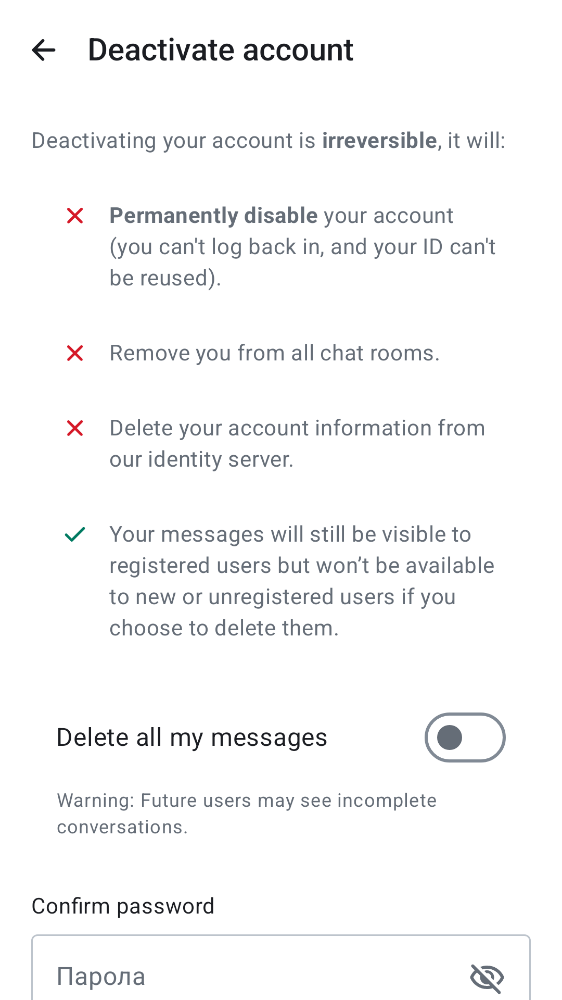 Deactivate account
Deactivating your account is irreversible, it will:
Permanently disable your account
(you can't log back in, and your ID can't
be reused).
Remove you from all chat rooms.
Delete your account information from
our identity server.
Your messages will still be visible to
registered users but won’t be available
to new or unregistered users if you
choose to delete them.
Delete all my messages
Warning: Future users may see incomplete
conversations.
Confirm password
Парола